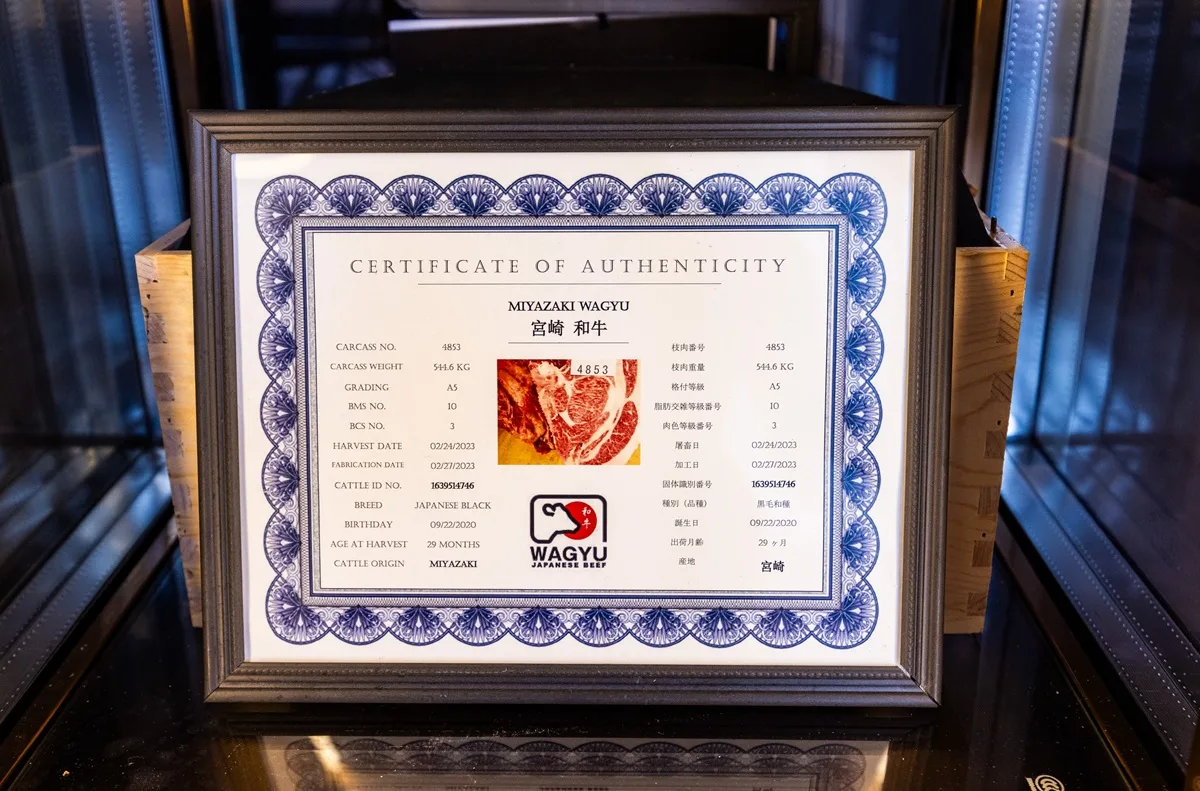 CERTIFICATE OF AUTHENTICITY
MIYAZAKI WAGYU
宮崎 和牛
CARCASS NO. 4853
CARCASS WEIGHT 544.6 KG
GRADING A5
BMS NO. 10
BCS NO. 3
HARVEST DATE 02/24/2023
FABRICATION DATE 02/27/2023
CATTLE ID NO. 1639514746
BREED JAPANESE BLACK
BIRTHDAY 09/22/2020
AGE AT HARVEST 29 MONTHS
CATTLE ORIGIN MIYAZAKI
4853
和牛
WAGYU
JAPANESE BEEF
枝肉番号 4853
枝肉重量 544.6 KG
格付等級 A5
脂肪交雑等級番号 10
肉色等級番号 3
屠畜日 02/24/2023
加工日 02/27/2023
固体識別番号 1639514746
種別（品種） 黒毛和種
誕生日 09/22/2020
出荷月齢 29 ヶ月
産地 宮崎